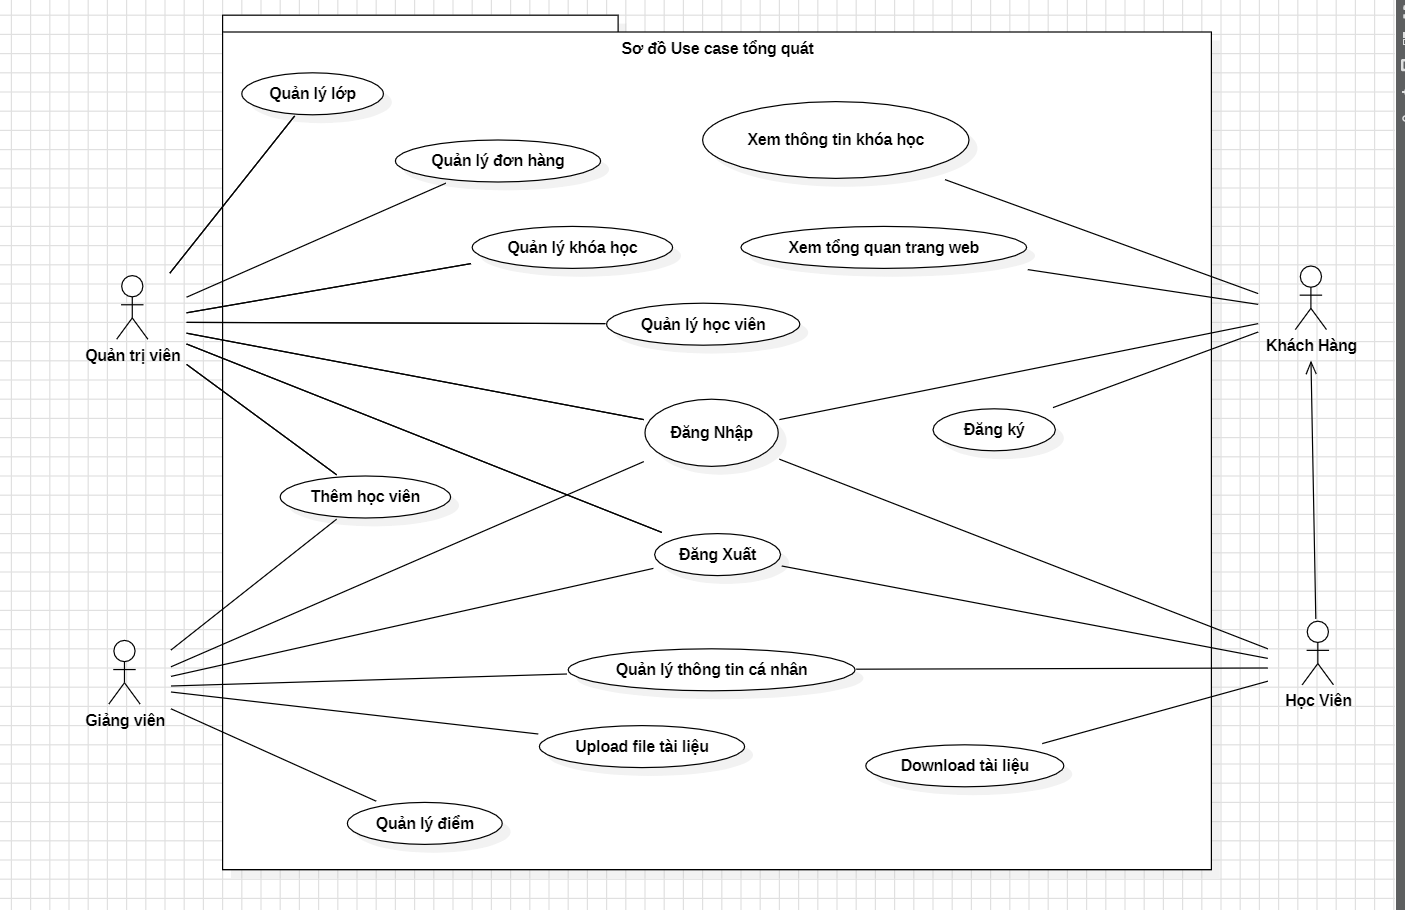 Sơ đồ Use case tổng quát
Quản lý lớp
Xem thông tin khóa học
Quản lý đơn hàng
Quản lý khóa học
Xem tổng quan trang web
Quản lý học viên
Quản trị viên
Khách Hàng
Đăng Nhập
Đăng ký
Thêm học viên
Đăng Xuất
Quản lý thông tin cá nhân
Học Viên
Giảng viên
Upload file tài liệu
Download tài liệu
Quản lý điểm